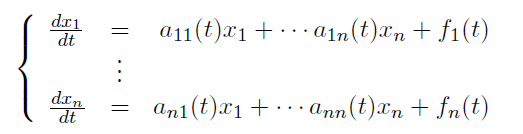 dx₁/dt = a₁₁(t)x₁ + ⋯ a₁ₙ(t)xₙ + f₁(t)
⋮
dxₙ/dt = aₙ₁(t)x₁ + ⋯ aₙₙ(t)xₙ + fₙ(t)